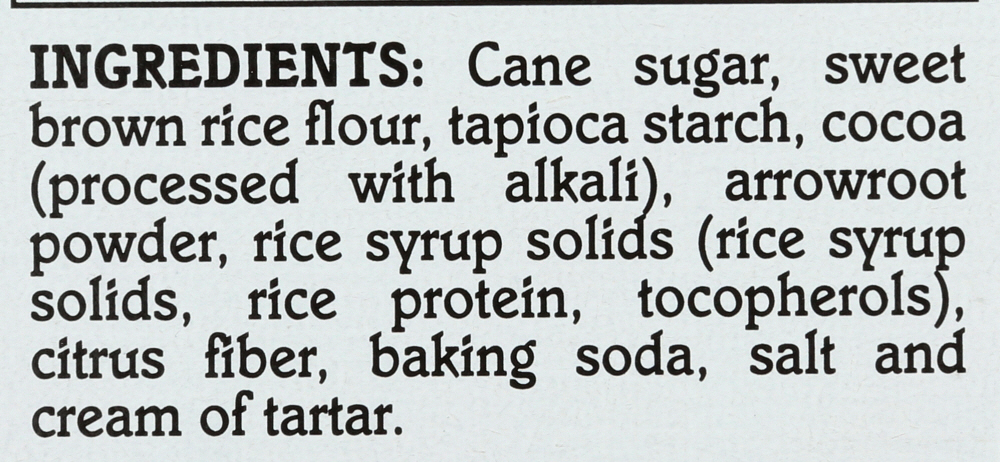 INGREDIENTS: Cane sugar, sweet
brown rice flour, tapioca starch, cocoa
(processed with alkali), arrowroot
powder, rice syrup solids (rice syrup
solids, rice protein, tocopherols),
citrus fiber, baking soda, salt and
cream of tartar.